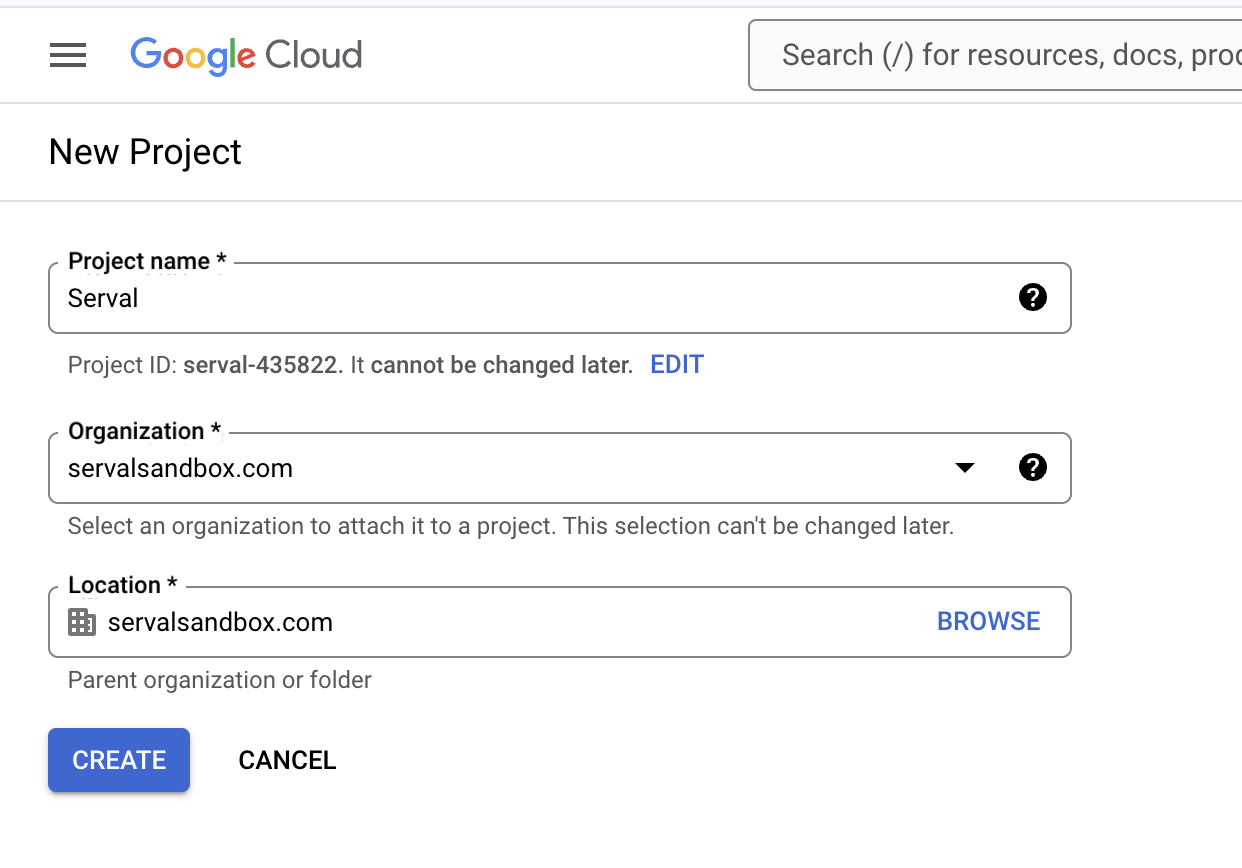 Google Cloud
Search (/) for resources, docs,
New Project
Project name *
Serval
Project ID: serval-435822. It cannot be changed later. EDIT
Organization *
servalsandbox.com
Select an organization to attach it to a project. This selection can't be changed later.
Location *
servalsandbox.com BROWSE
Parent organization or folder
CREATE CANCEL